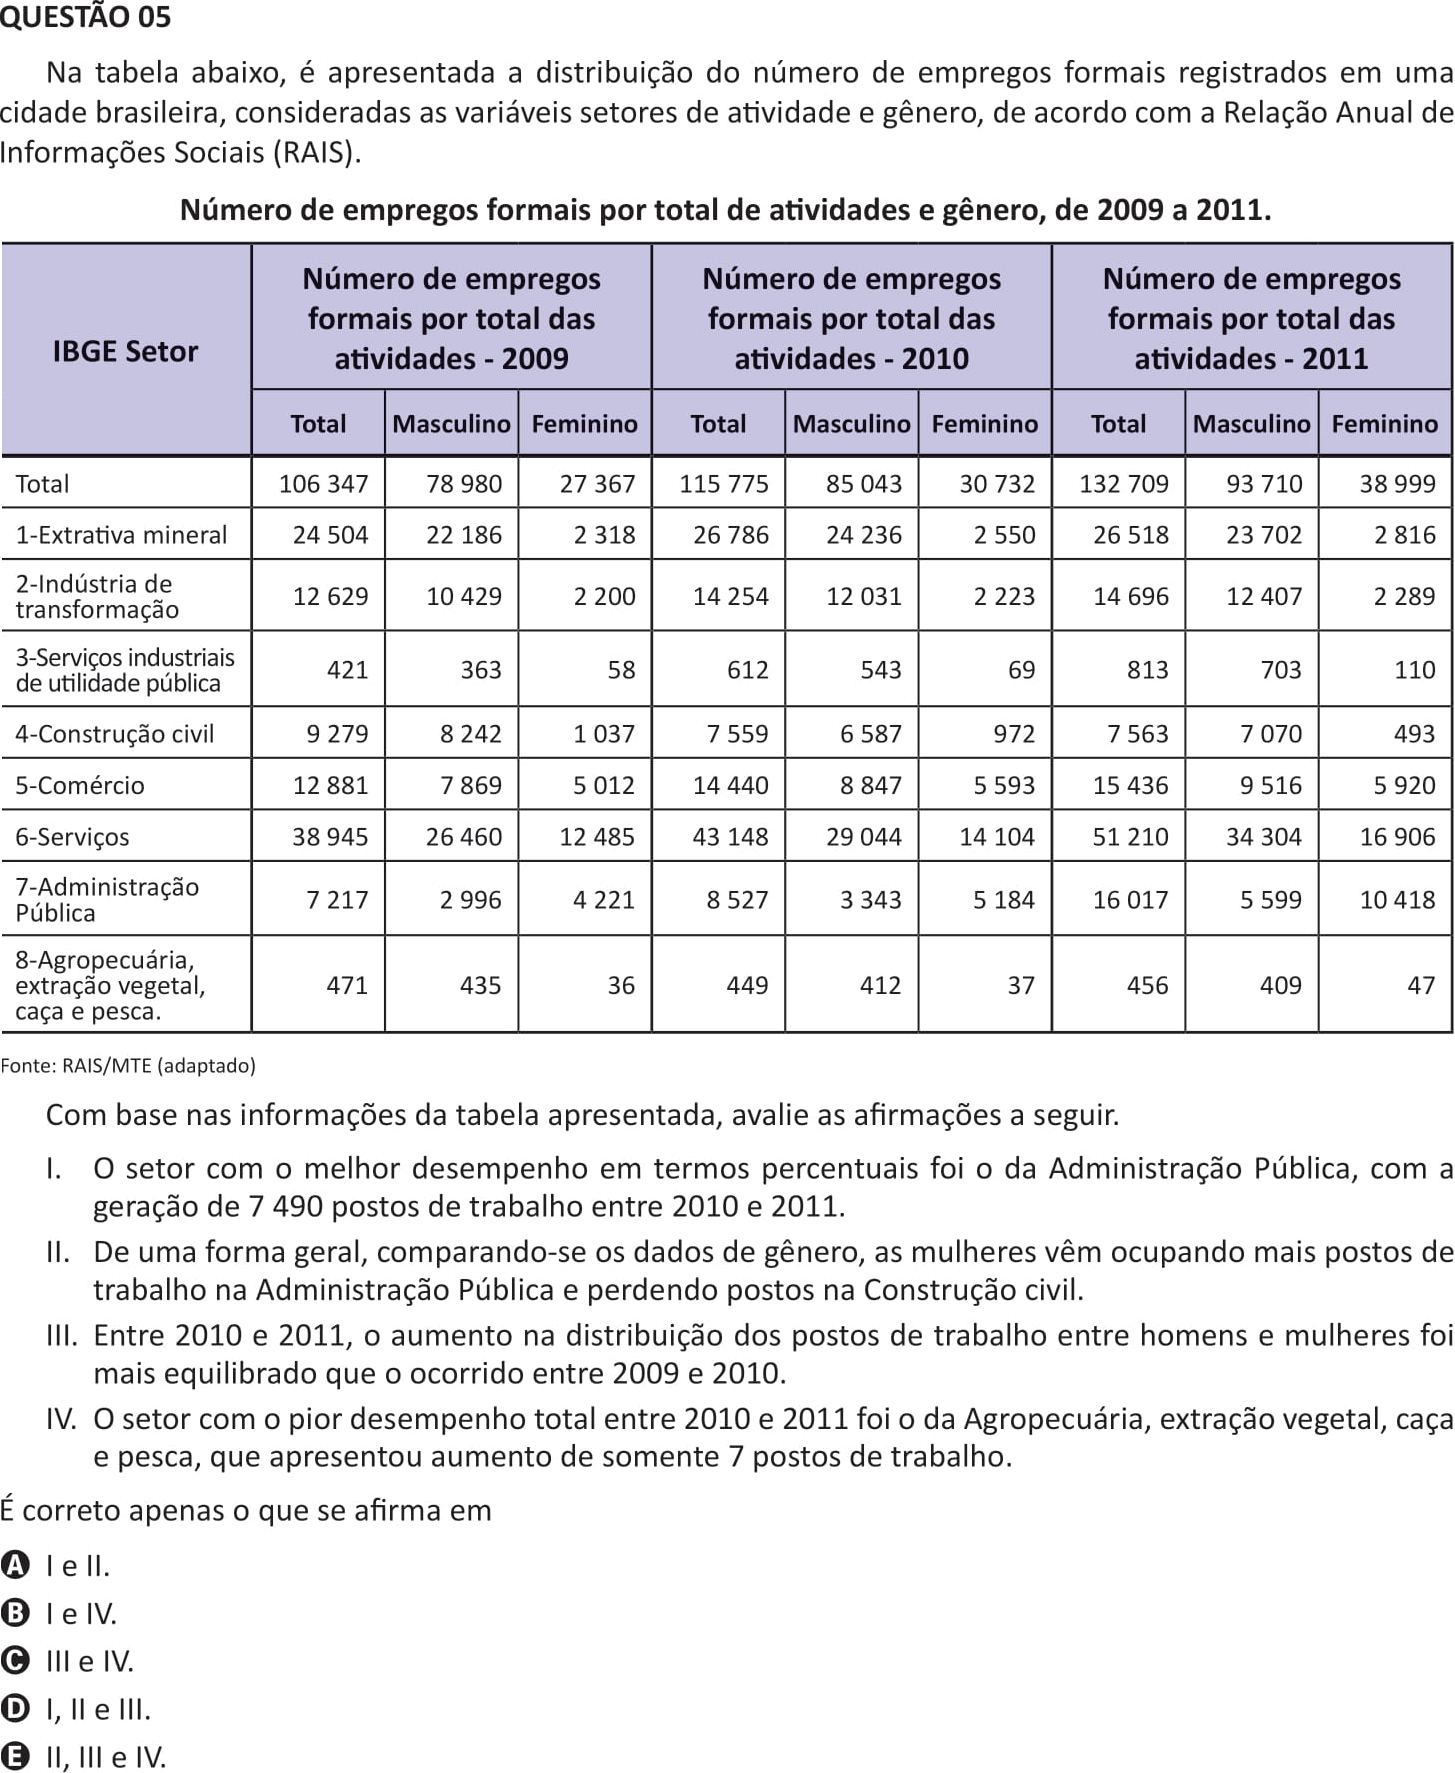 QUESTÃO 05
Na tabela abaixo, é apresentada a distribuição do número de empregos formais registrados em uma
cidade brasileira, consideradas as variáveis setores de atividade e gênero, de acordo com a Relação Anual de
Informações Sociais (RAIS).
Número de empregos formais por total de atividades e gênero, de 2009 a 2011.
IBGE Setor
Número de empregos formais por total das atividades - 2009
Número de empregos formais por total das atividades - 2010
Número de empregos formais por total das atividades - 2011
Total Masculino Feminino Total Masculino Feminino Total Masculino Feminino
Total 106 347 78 980 27 367 115 775 85 043 30 732 132 709 93 710 38 999
1-Extrativa mineral 24 504 22 186 2 318 26 786 24 236 2 550 26 518 23 702 2 816
2-Indústria de transformação 12 629 10 429 2 200 14 254 12 031 2 223 14 696 12 407 2 289
3-Serviços industriais de utilidade pública 421 363 58 612 543 69 813 703 110
4-Construção civil 9 279 8 242 1 037 7 559 6 587 972 7 563 7 070 493
5-Comércio 12 881 7 869 5 012 14 440 8 847 5 593 15 436 9 516 5 920
6-Serviços 38 945 26 460 12 485 43 148 29 044 14 104 51 210 34 304 16 906
7-Administração Pública 7 217 2 996 4 221 8 527 3 343 5 184 16 017 5 599 10 418
8-Agropecuária, extração vegetal, caça e pesca. 471 435 36 449 412 37 456 409 47
Fonte: RAIS/MTE (adaptado)
Com base nas informações da tabela apresentada, avalie as afirmações a seguir.
I. O setor com o melhor desempenho em termos percentuais foi o da Administração Pública, com a
geração de 7 490 postos de trabalho entre 2010 e 2011.
II. De uma forma geral, comparando-se os dados de gênero, as mulheres vêm ocupando mais postos de
trabalho na Administração Pública e perdendo postos na Construção civil.
III. Entre 2010 e 2011, o aumento na distribuição dos postos de trabalho entre homens e mulheres foi
mais equilibrado que o ocorrido entre 2009 e 2010.
IV. O setor com o pior desempenho total entre 2010 e 2011 foi o da Agropecuária, extração vegetal, caça
e pesca, que apresentou aumento de somente 7 postos de trabalho.
É correto apenas o que se afirma em
A I e II.
B I e IV.
C III e IV.
D I, II e III.
E II, III e IV.